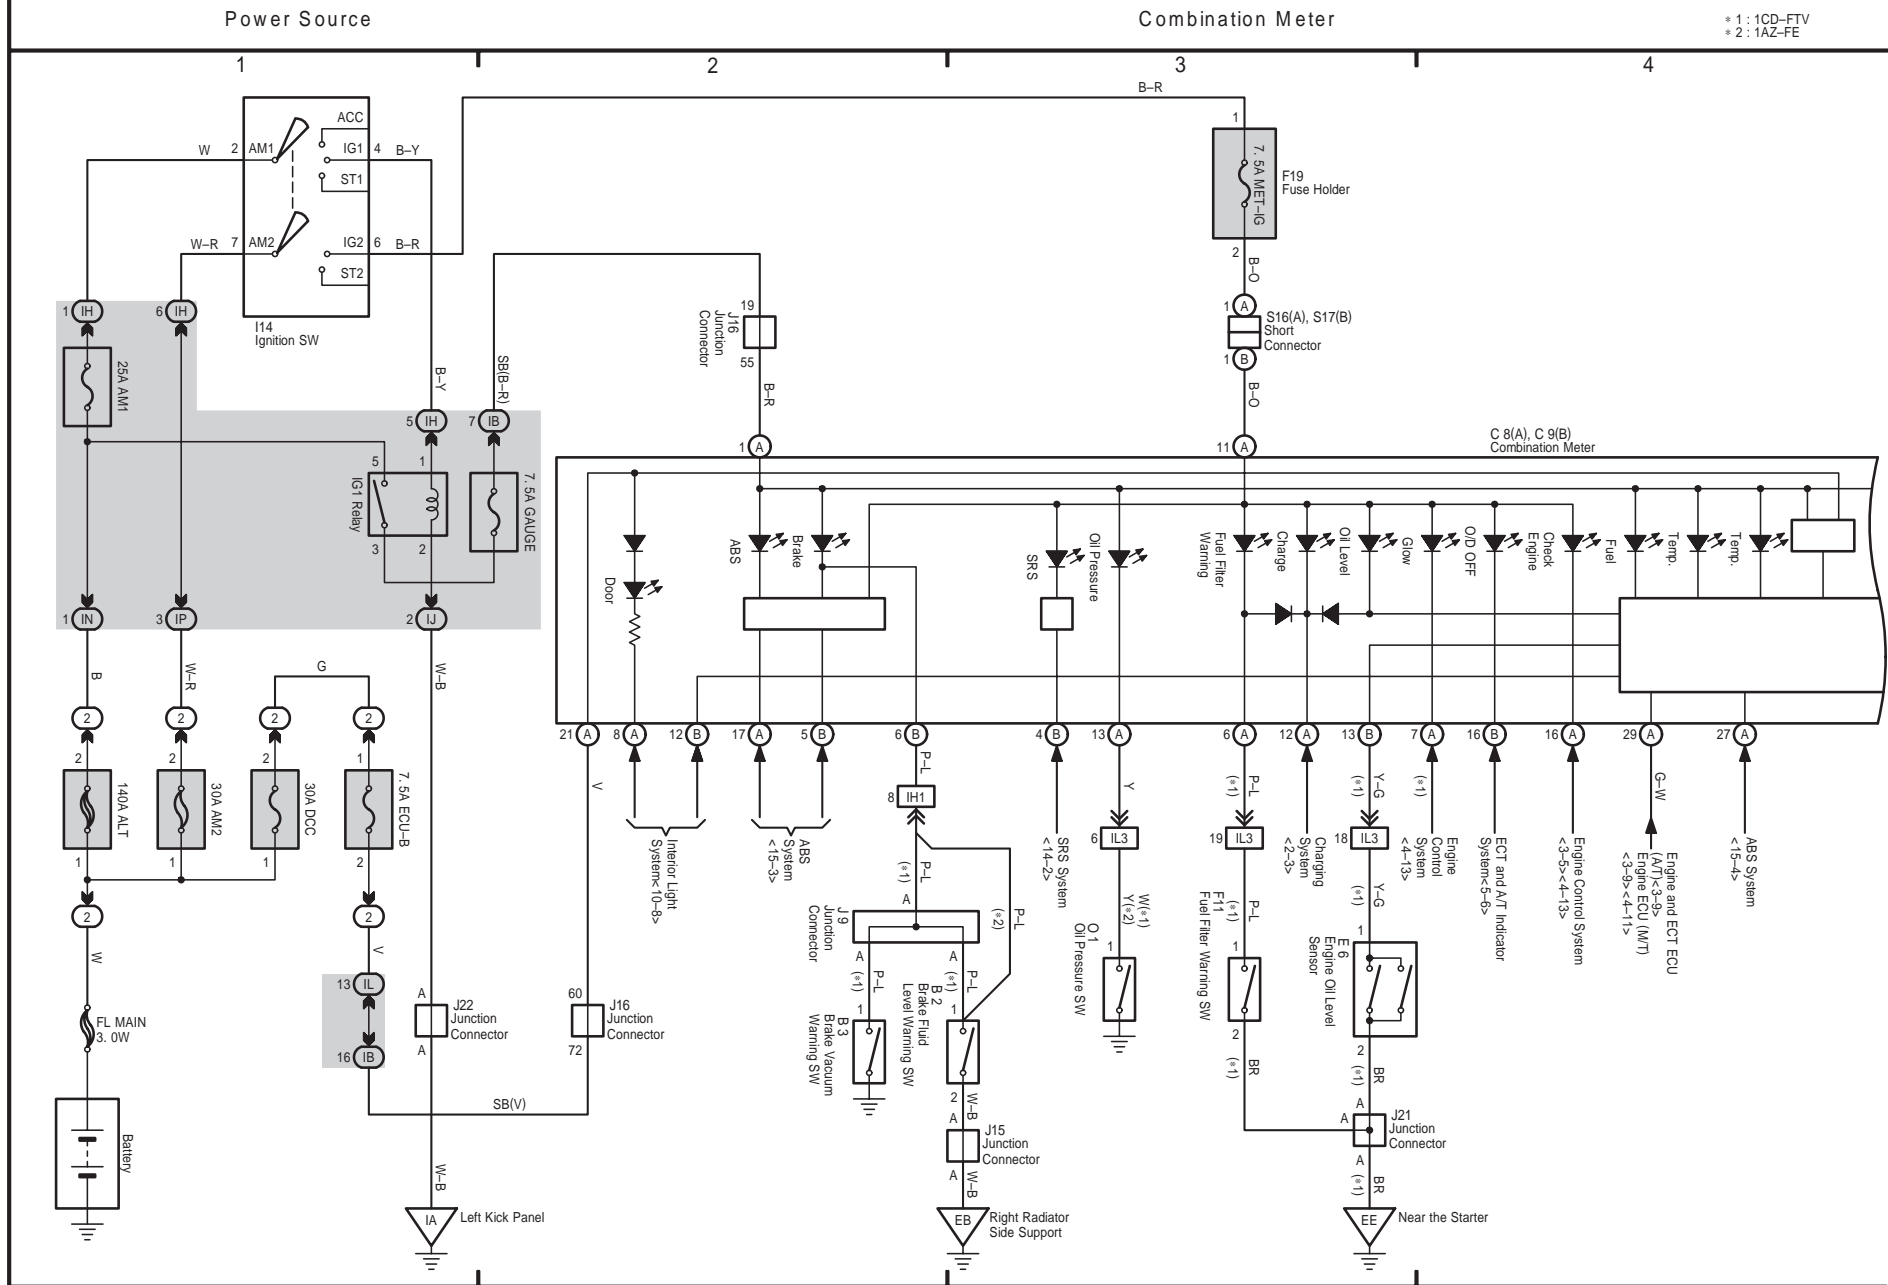 Power Source
Combination Meter
* 1 : 1CD–FTV
* 2 : 1AZ–FE
1
2
3
4
B–R
ACC
W
2
AM1
IG1
4
B–Y
ST1
W–R
7
AM2
IG2
6
B–R
ST2
I14
Ignition SW
1
7. 5A MET–IG
F19
Fuse Holder
2
B–O
1
A
S16(A), S17(B)
Short
Connector
1
B
B–O
19
J16
Junction
Connector
55
B–R
1
IH
6
IH
25A AM1
B–Y
SB(B–R)
5
IH
7
IB
1
A
11
A
C 8(A), C 9(B)
Combination Meter
5
1
IG1 Relay
3
2
7. 5A GAUGE
Door
ABS
Brake
SRS
Oil Pressure
Fuel Filter
Warning
Charge
Oil Level
Glow
O/D OFF
Check
Engine
Fuel
Temp.
Temp.
1
IN
3
IP
2
IJ
B
W–R
G
W–B
2
2
2
2
2
2
2
1
140A ALT
30A AM2
30A DCC
7. 5A ECU–B
1
1
1
2
2
2
W
V
13
IL
16
IB
FL MAIN
3. 0W
Battery
A
J22
Junction
Connector
A
SB(V)
W–B
IA
Left Kick Panel
21
A
8
A
12
B
17
A
5
B
6
B
4
B
13
A
6
A
12
A
13
B
7
A
16
B
16
A
29
A
27
A
V
Interior Light
System<10–8>
ABS
System
<15–3>
P–L
8
IH1
P–L
(*1)
P–L
(*2)
A
J 9
Junction
Connector
A
(*1)
P–L
A
(*1)
P–L
1
B 3
Brake Vacuum
Warning SW
1
B 2
Brake Fluid
Level Warning SW
2
W–B
A
J15
Junction
Connector
A
W–B
EB
Right Radiator
Side Support
60
J16
Junction
Connector
72
SRS System
<14–2>
Y
6
IL3
W(*1)
Y(*2)
1
O 1
Oil Pressure SW
P–L
(*1)
19
IL3
P–L
(*1)
1
F11
Fuel Filter Warning SW
2
BR
(*1)
Charging
System
<2–3>
Y–G
(*1)
18
IL3
Y–G
(*1)
1
E 6
Engine Oil Level
Sensor
2
BR
(*1)
A
A
J21
Junction
Connector
A
BR
(*1)
EE
Near the Starter
(*1)
Engine
Control
System
<4–13>
ECT and A/T Indicator
System<5–6>
Engine Control System
<3–5><4–13>
G–W
Engine and ECT ECU
(A/T)<3–9>
Engine ECU (M/T)
<3–9><4–11>
ABS System
<15–4>